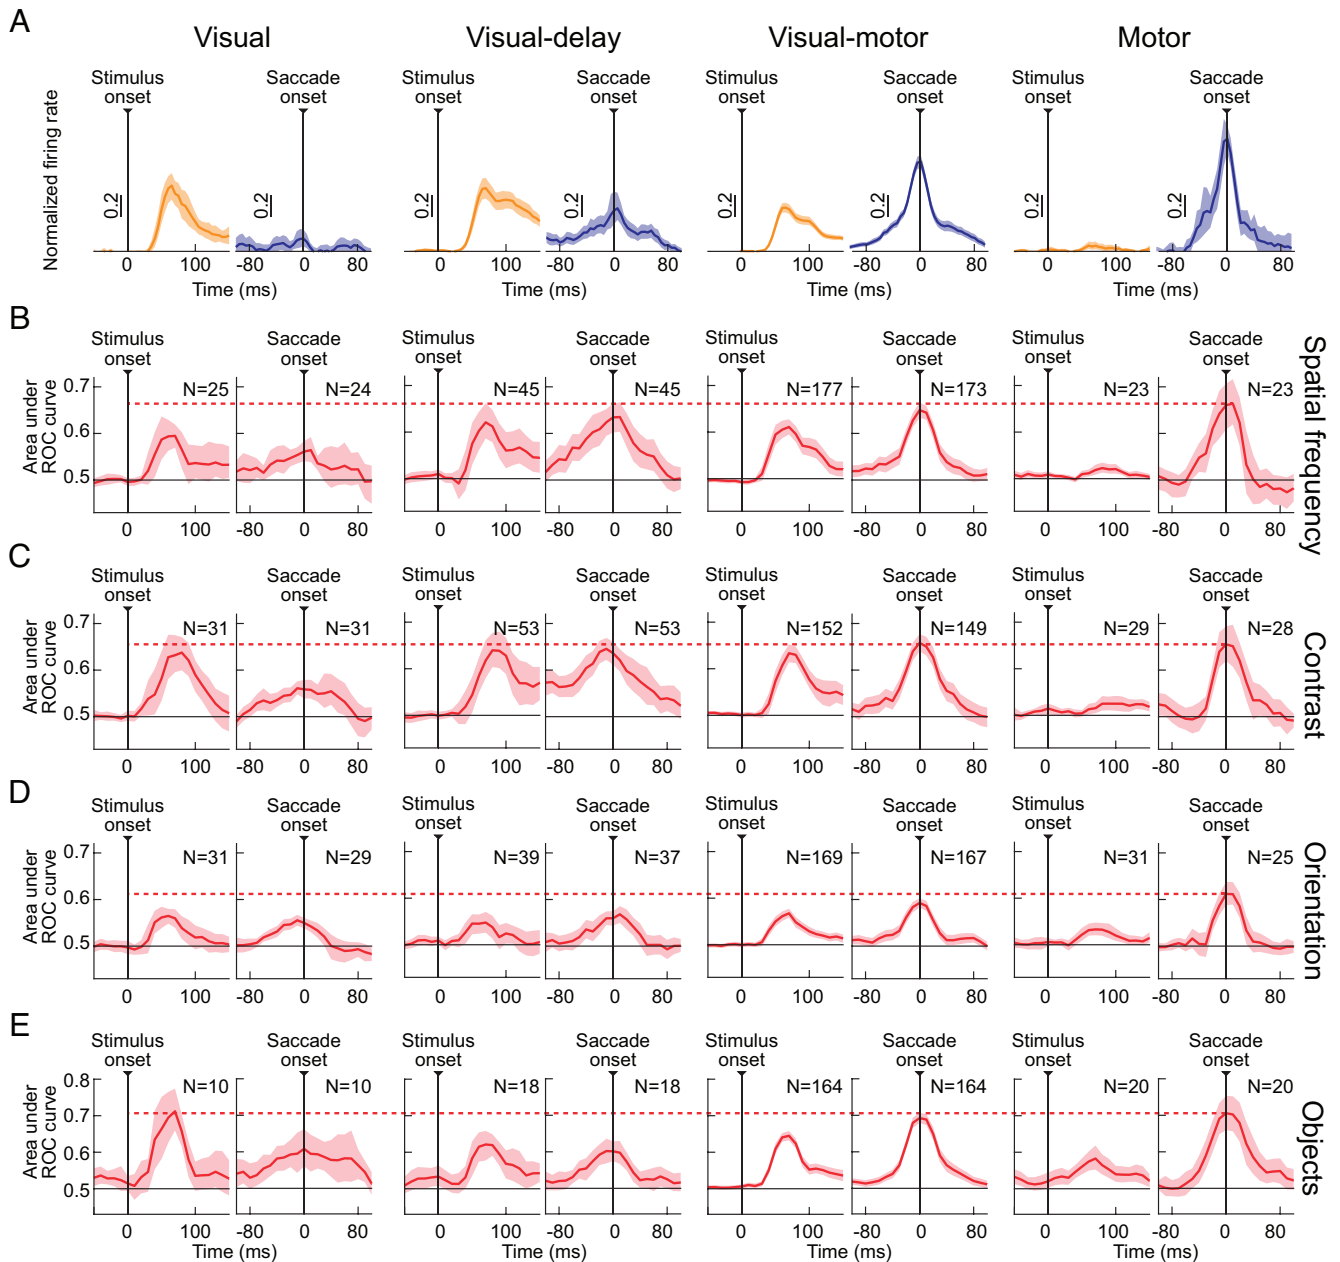 A
Visual Visual-delay Visual-motor Motor
Stimulus onset Saccade onset Stimulus onset Saccade onset Stimulus onset Saccade onset Stimulus onset Saccade onset
Normalized firing rate
0.2 0.2 0.2 0.2 0.2 0.2 0.2 0.2
0 100 -80 0 80 0 100 -80 0 80 0 100 -80 0 80 0 100 -80 0 80
Time (ms) Time (ms) Time (ms) Time (ms)
B
Stimulus onset Saccade onset Stimulus onset Saccade onset Stimulus onset Saccade onset Stimulus onset Saccade onset
Spatial frequency
Area under ROC curve
0.7 N=25 N=24 N=45 N=45 N=177 N=173 N=23 N=23
0.6
0.5
0 100 -80 0 80 0 100 -80 0 80 0 100 -80 0 80 0 100 -80 0 80
C
Stimulus onset Saccade onset Stimulus onset Saccade onset Stimulus onset Saccade onset Stimulus onset Saccade onset
Contrast
Area under ROC curve
0.7 N=31 N=31 N=53 N=53 N=152 N=149 N=29 N=28
0.6
0.5
0 100 -80 0 80 0 100 -80 0 80 0 100 -80 0 80 0 100 -80 0 80
D
Stimulus onset Saccade onset Stimulus onset Saccade onset Stimulus onset Saccade onset Stimulus onset Saccade onset
Orientation
Area under ROC curve
0.7 N=31 N=29 N=39 N=37 N=169 N=167 N=31 N=25
0.6
0.5
0 100 -80 0 80 0 100 -80 0 80 0 100 -80 0 80 0 100 -80 0 80
E
Stimulus onset Saccade onset Stimulus onset Saccade onset Stimulus onset Saccade onset Stimulus onset Saccade onset
Objects
Area under ROC curve
0.8 N=10 N=10 N=18 N=18 N=164 N=164 N=20 N=20
0.7
0.6
0.5
0 100 -80 0 80 0 100 -80 0 80 0 100 -80 0 80 0 100 -80 0 80
Time (ms) Time (ms) Time (ms) Time (ms)